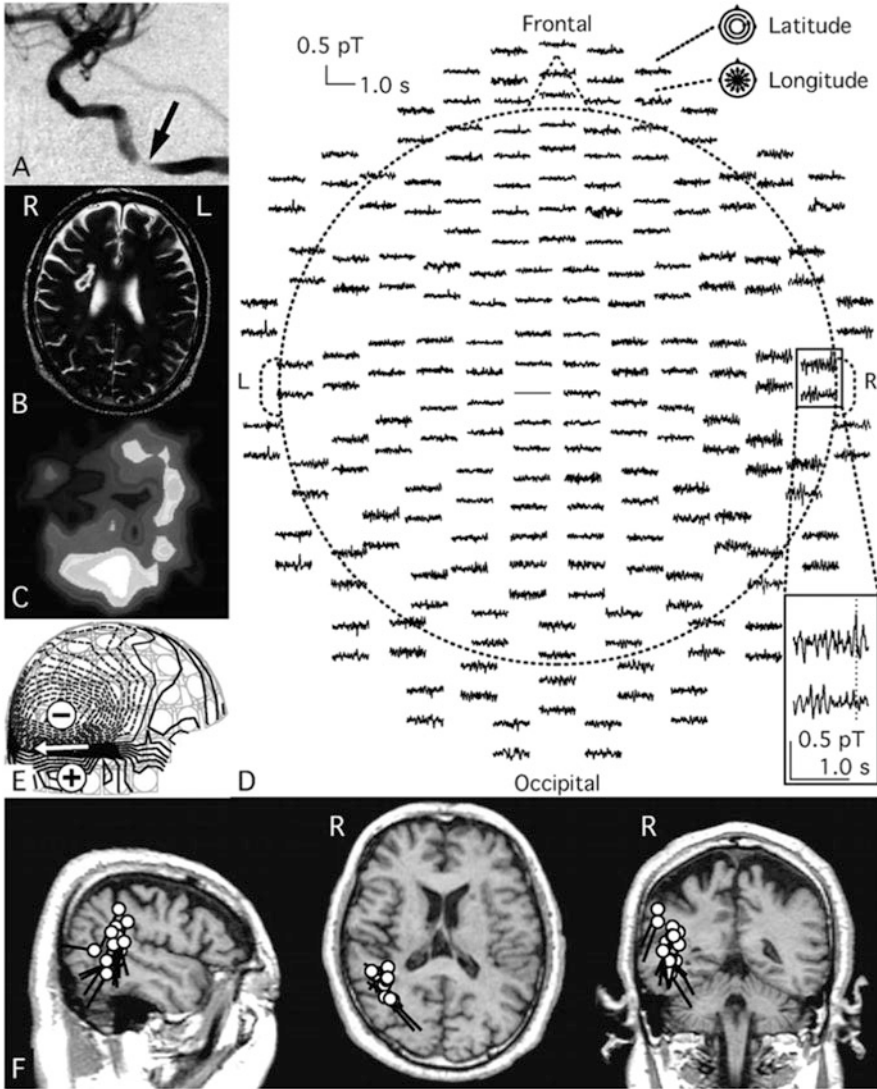 A
R L
B
C
− 
+
E
Frontal
0.5 pT
1.0 s
Latitude
Longitude
L
R
0.5 pT
1.0 s
D
Occipital
R
R
F